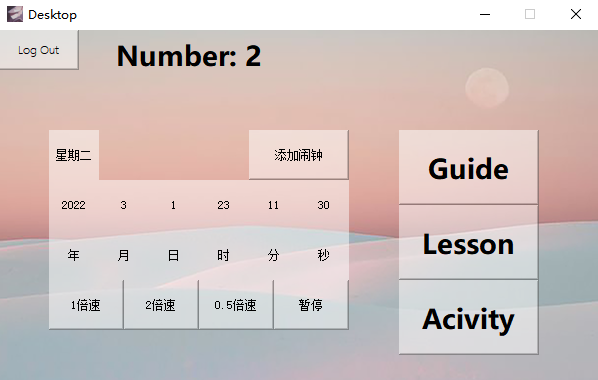 Desktop
Log Out
Number: 2
星期二
添加闹钟
2022 3 1 23 11 30
年 月 日 时 分 秒
1倍速 2倍速 0.5倍速 暂停
Guide
Lesson
Acivity